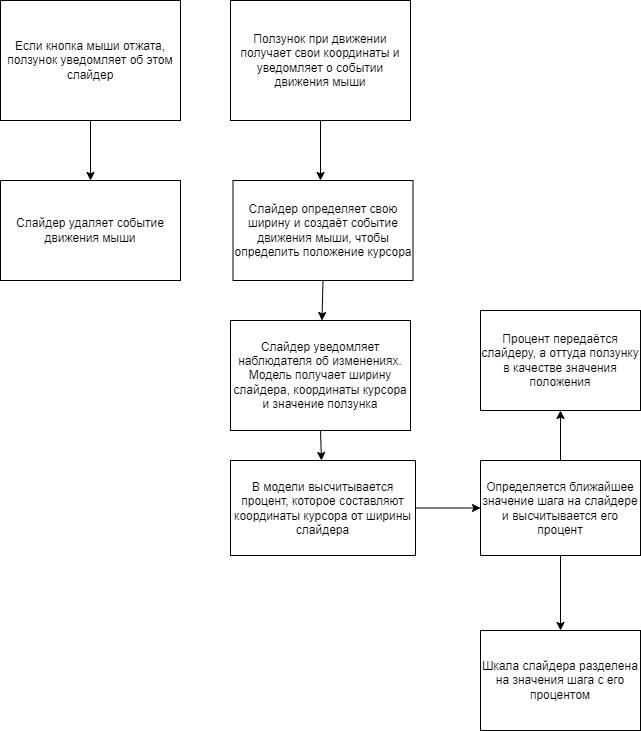 Если кнопка мыши отжата,
ползунок уведомляет об этом
слайдер
Ползунок при движении
получает свои координаты и
уведомляет о событии
движения мыши
Слайдер удаляет событие
движения мыши
Слайдер определяет свою
ширину и создаёт событие
движения мыши, чтобы
определить положение курсора
Слайдер уведомляет
наблюдателя об изменениях.
Модель получает ширину
слайдера, координаты курсора
и значение ползунка
Процент передаётся
слайдеру, а оттуда ползунку
в качестве значения
положения
В модели высчитывается
процент, которое составляют
координаты курсора от ширины
слайдера
Определяется ближайшее
значение шага на слайдере
и высчитывается его
процент
Шкала слайдера разделена
на значения шага с его
процентом